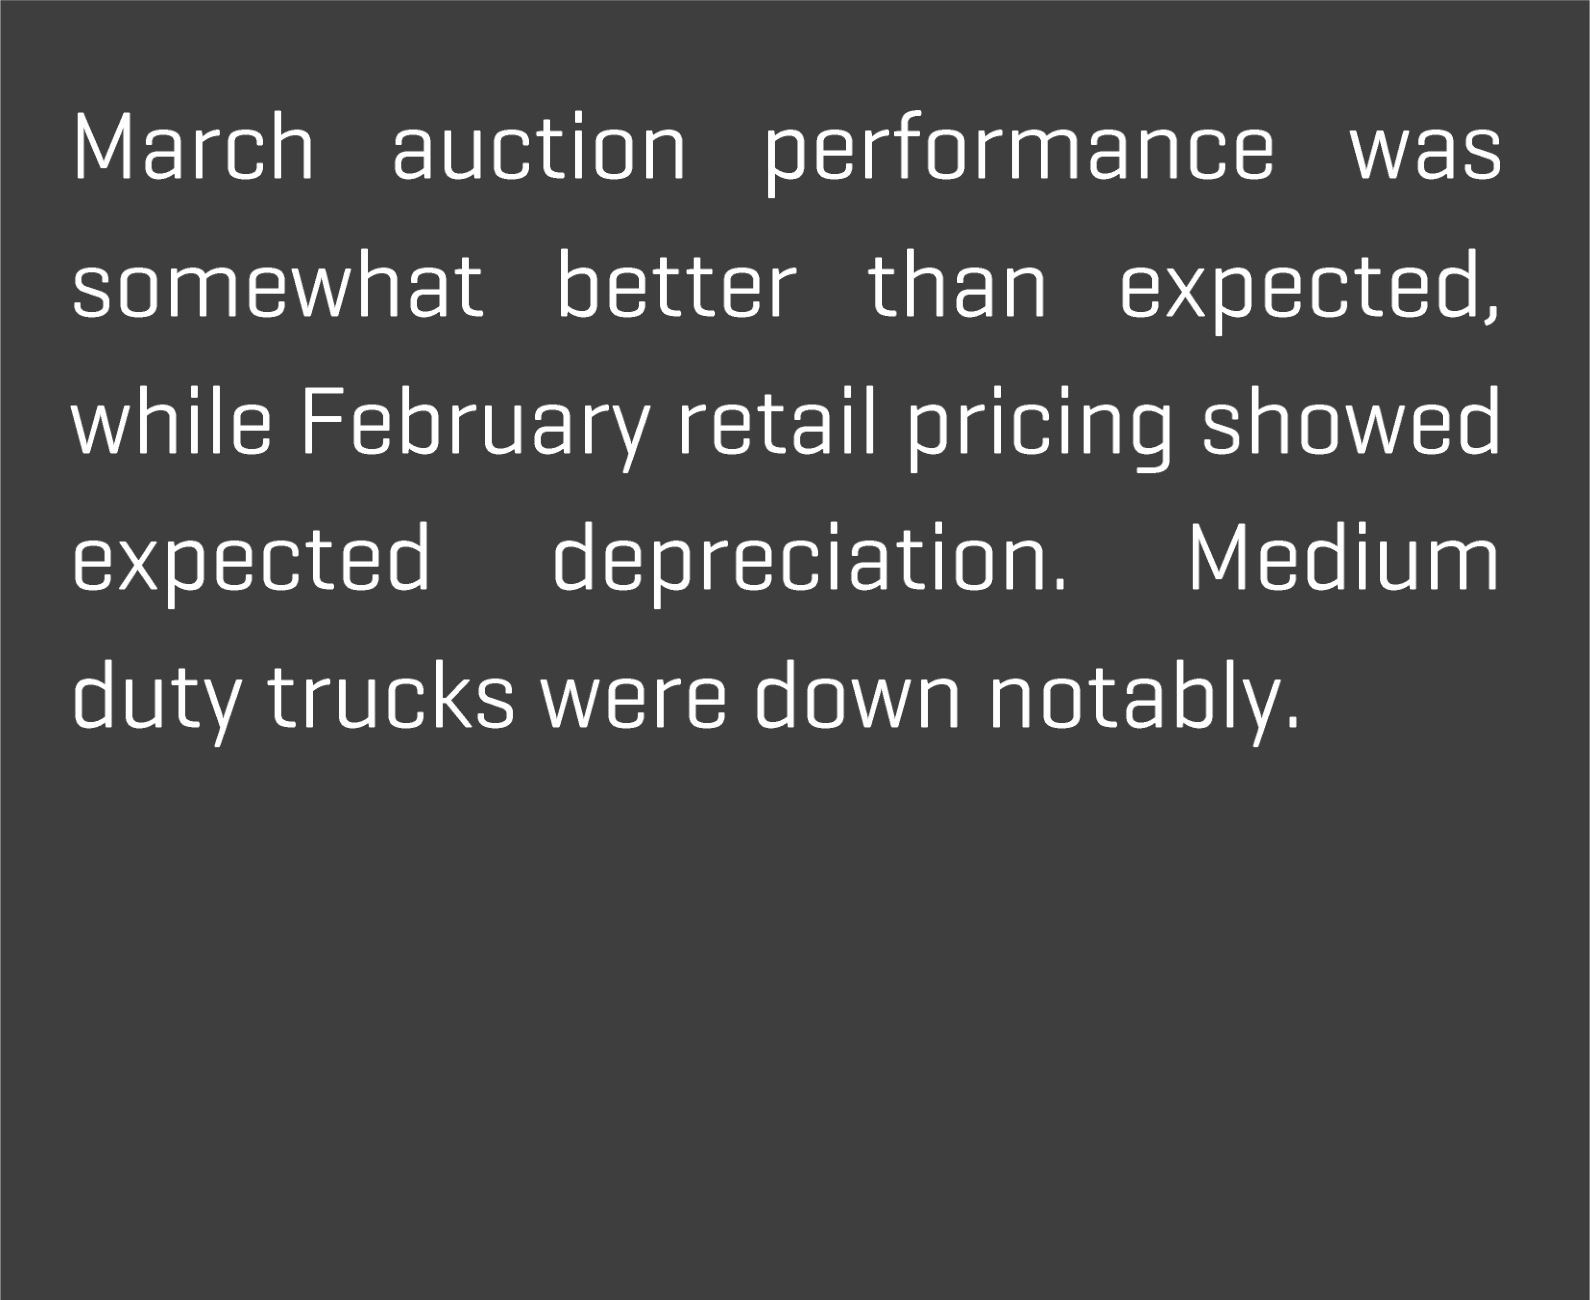 March auction performance was
somewhat better than expected,
while February retail pricing showed
expected depreciation. Medium
duty trucks were down notably.